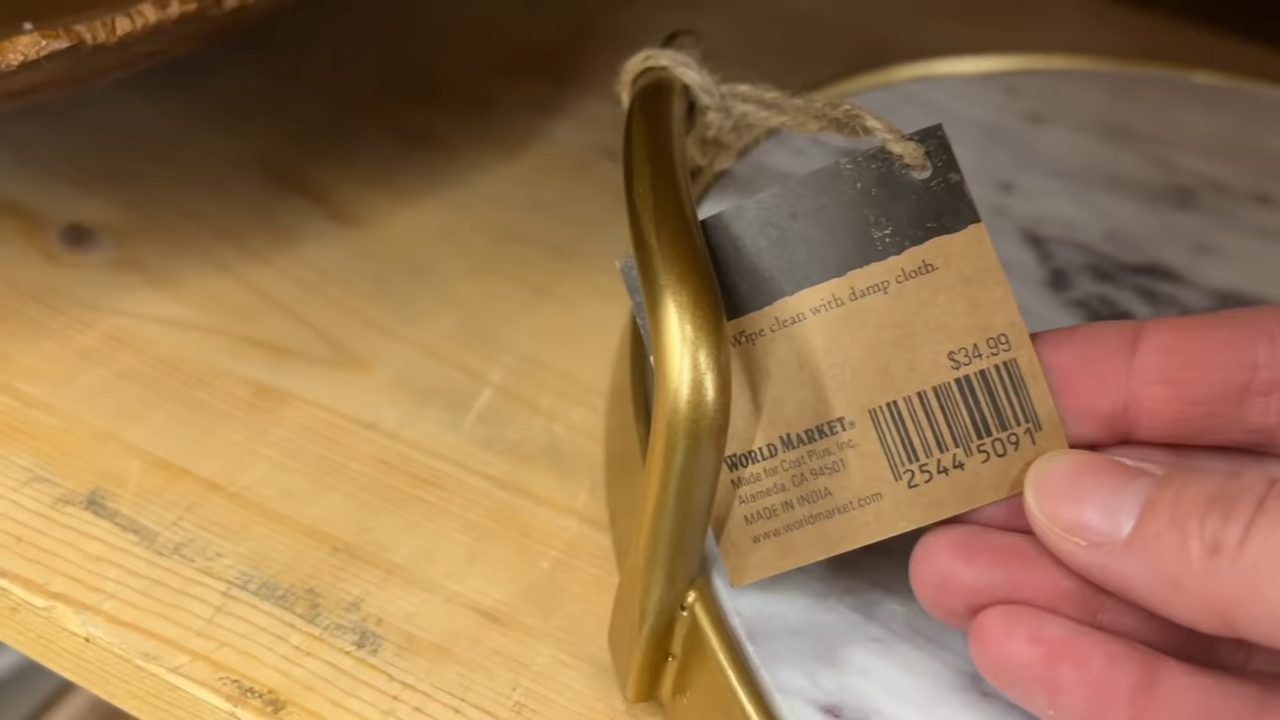 Wipe clean with damp cloth.
$34.99
2544 5091
WORLD MARKET®
Made for Cost Plus, Inc.
Alameda, CA 94501
MADE IN INDIA
www.worldmarket.com